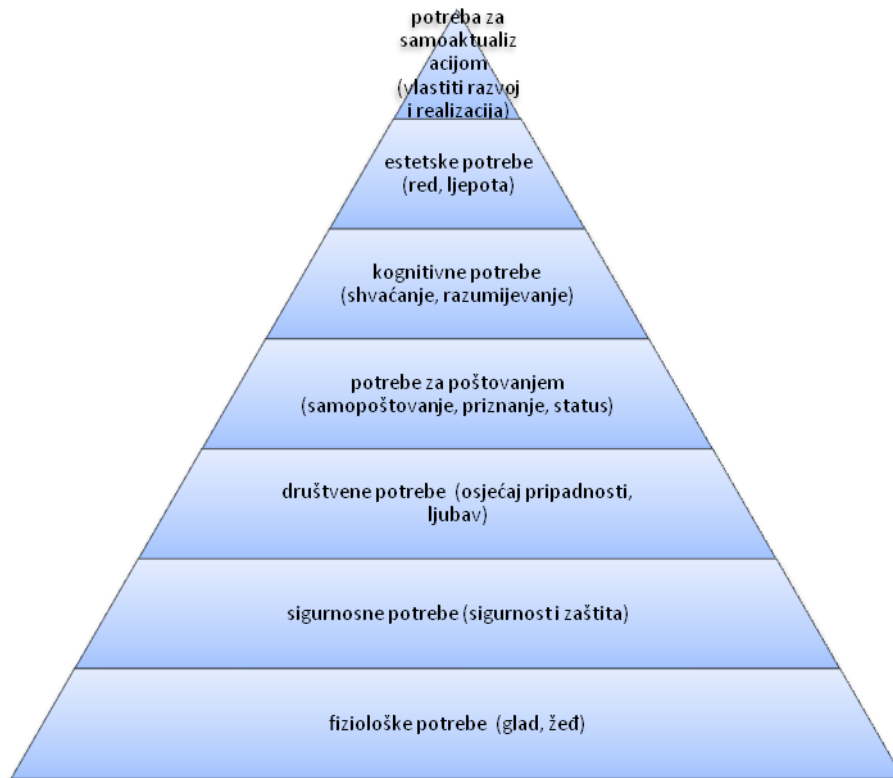 potreba za
samoaktualiz
acijom
(vlastiti razvoj
i realizacija)
estetske potrebe
(red, ljepota)
kognitivne potrebe
(shvaćanje, razumijevanje)
potrebe za poštovanjem
(samopoštovanje, priznanje, status)
društvene potrebe (osjećaj pripadnosti,
ljubav)
sigurnosne potrebe (sigurnost i zaštita)
fiziološke potrebe (glad, žeđ)